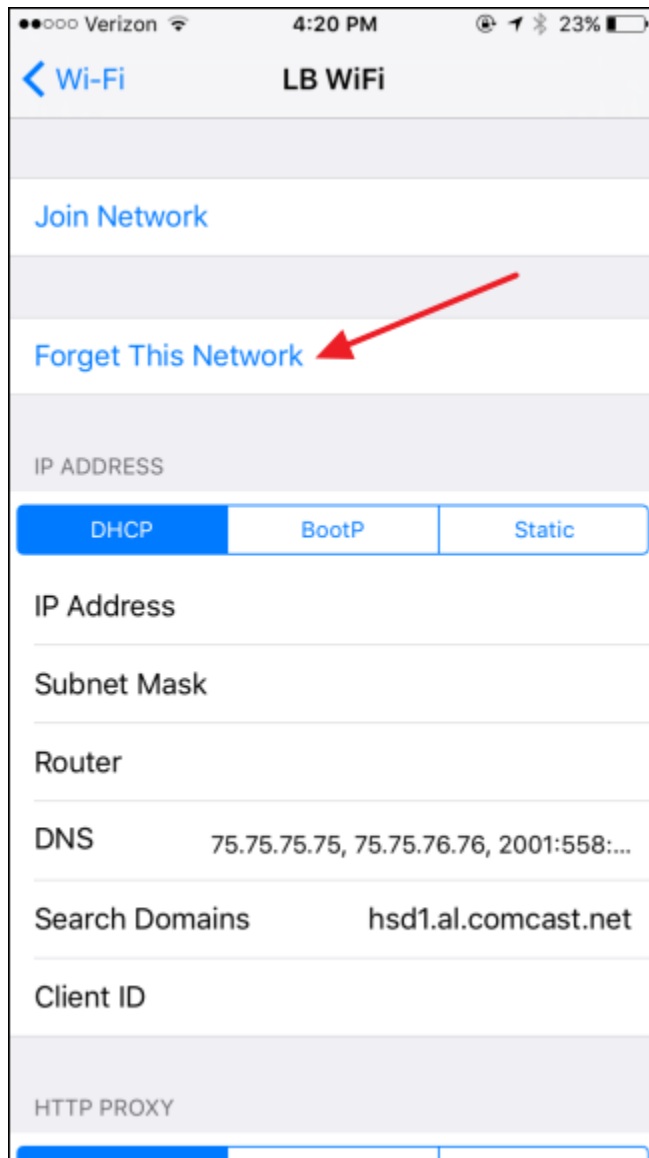 Verizon 4:20 PM 23%
Wi-Fi LB WiFi
Join Network
Forget This Network
IP ADDRESS
DHCP BootP Static
IP Address
Subnet Mask
Router
DNS 75.75.75.75, 75.75.76.76, 2001:558:...
Search Domains hsd1.al.comcast.net
Client ID
HTTP PROXY